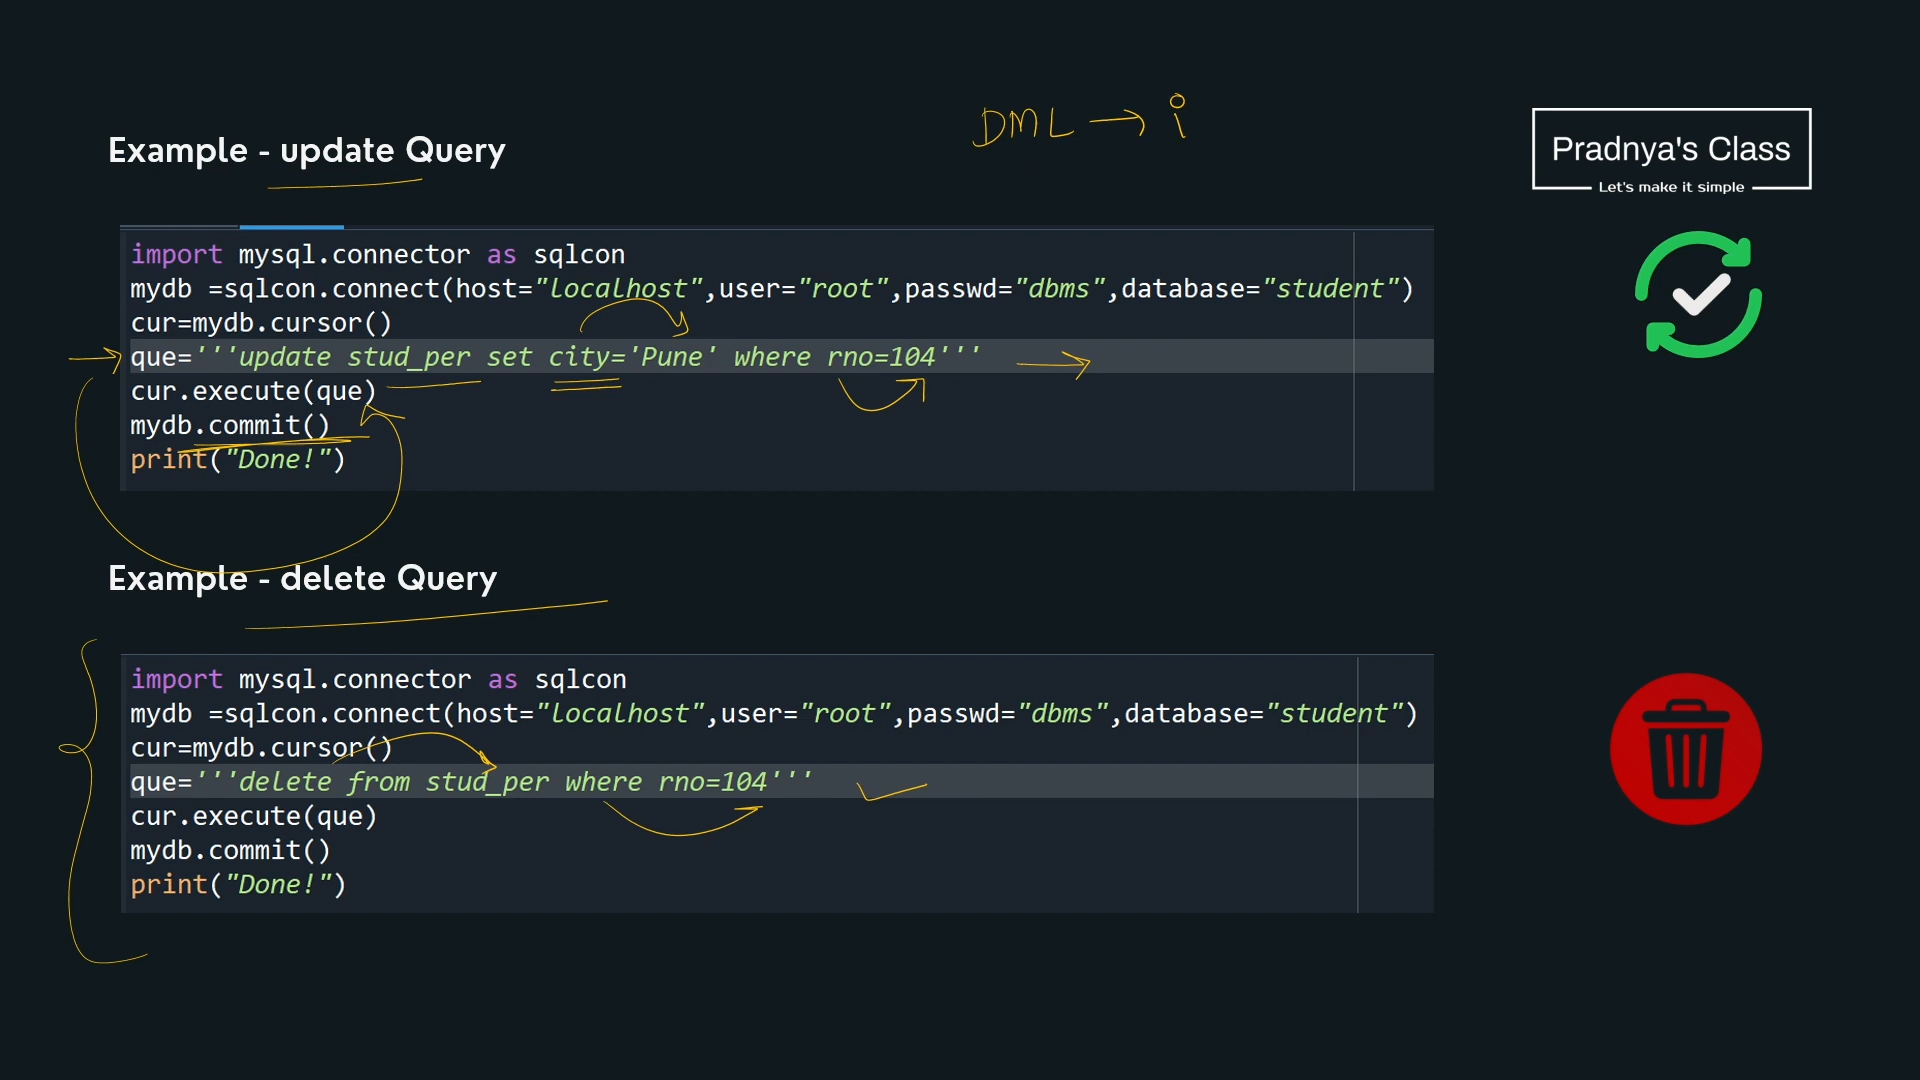 DML → i
Example - update Query
Pradnya's Class
Let's make it simple
import mysql.connector as sqlcon
mydb =sqlcon.connect(host="localhost",user="root",passwd="dbms",database="student")
cur=mydb.cursor()
que='''update stud_per set city='Pune' where rno=104'''
cur.execute(que)
mydb.commit()
print("Done!")
Example - delete Query
import mysql.connector as sqlcon
mydb =sqlcon.connect(host="localhost",user="root",passwd="dbms",database="student")
cur=mydb.cursor()
que='''delete from stud_per where rno=104'''
cur.execute(que)
mydb.commit()
print("Done!")